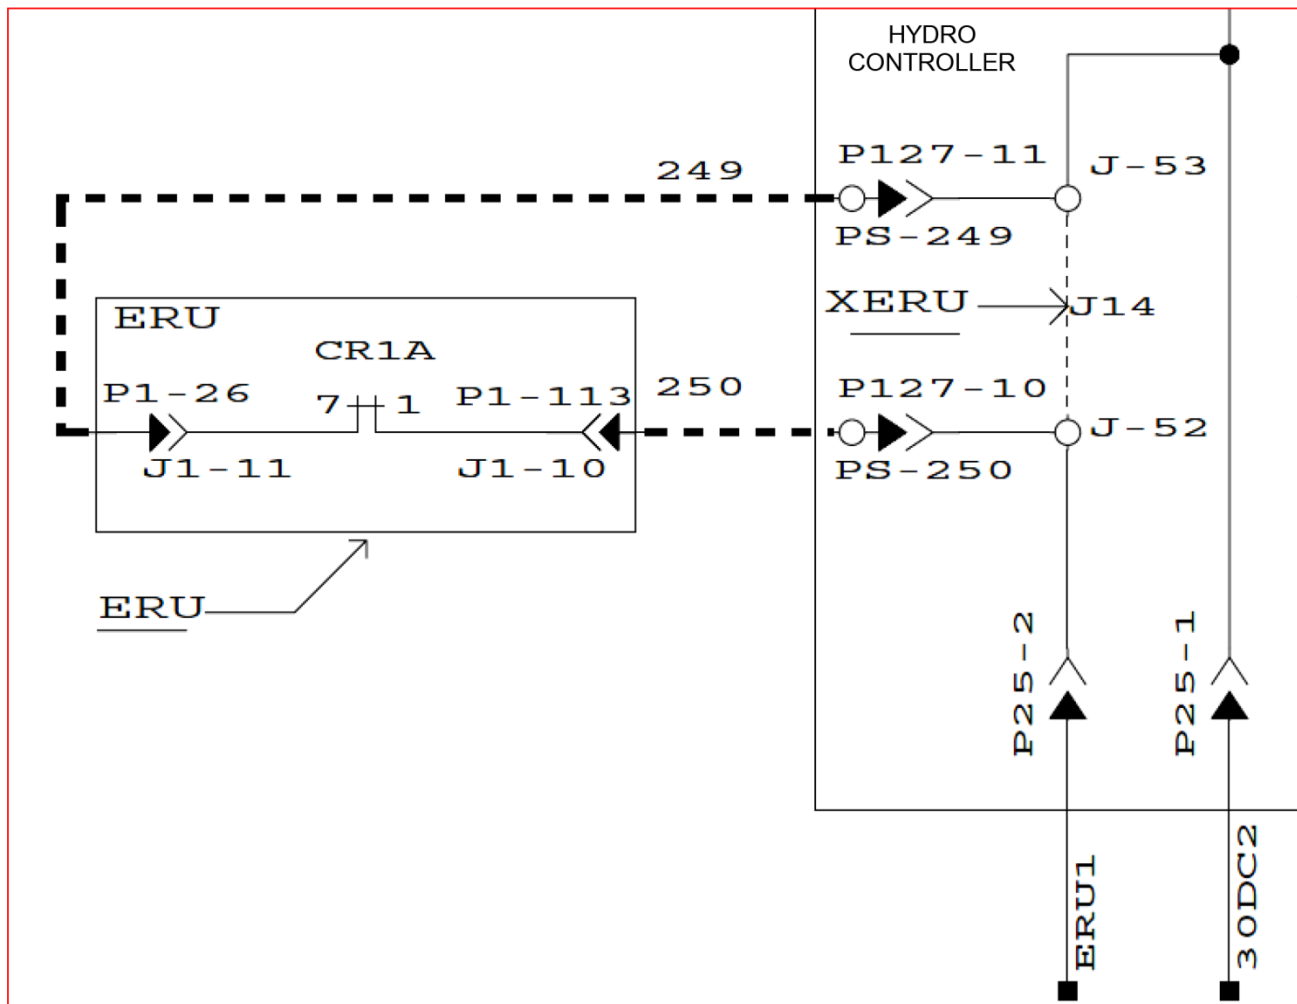 HYDRO
CONTROLLER
249
P127-11
J-53
PS-249
ERU
XERU
J14
CR1A
P1-26
7
1
P1-113
250
P127-10
J-52
J1-11
J1-10
PS-250
ERU
P25-2
P25-1
ERU1
30DC2